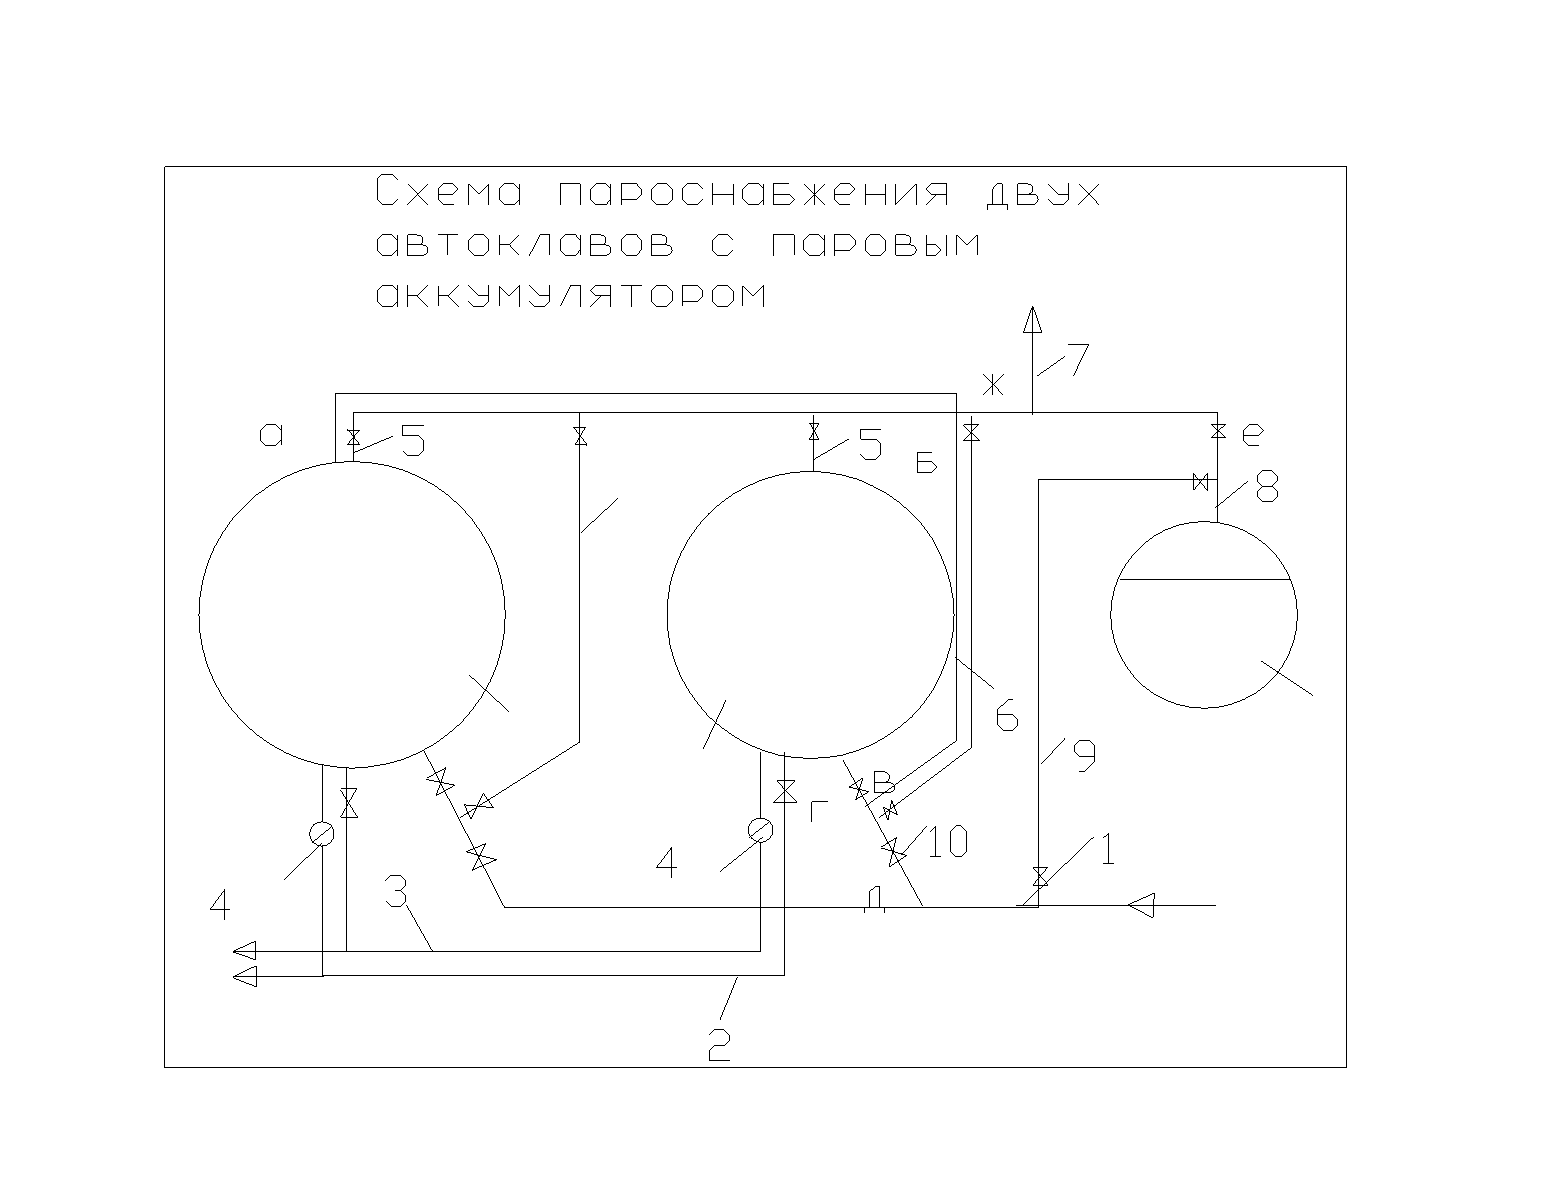 Схема пароснабжения двух
автоклавов с паровым
аккумулятором
7
ж
а
5
5
б
е
8
6
9
в
г
10
1
4
3
4
д
2